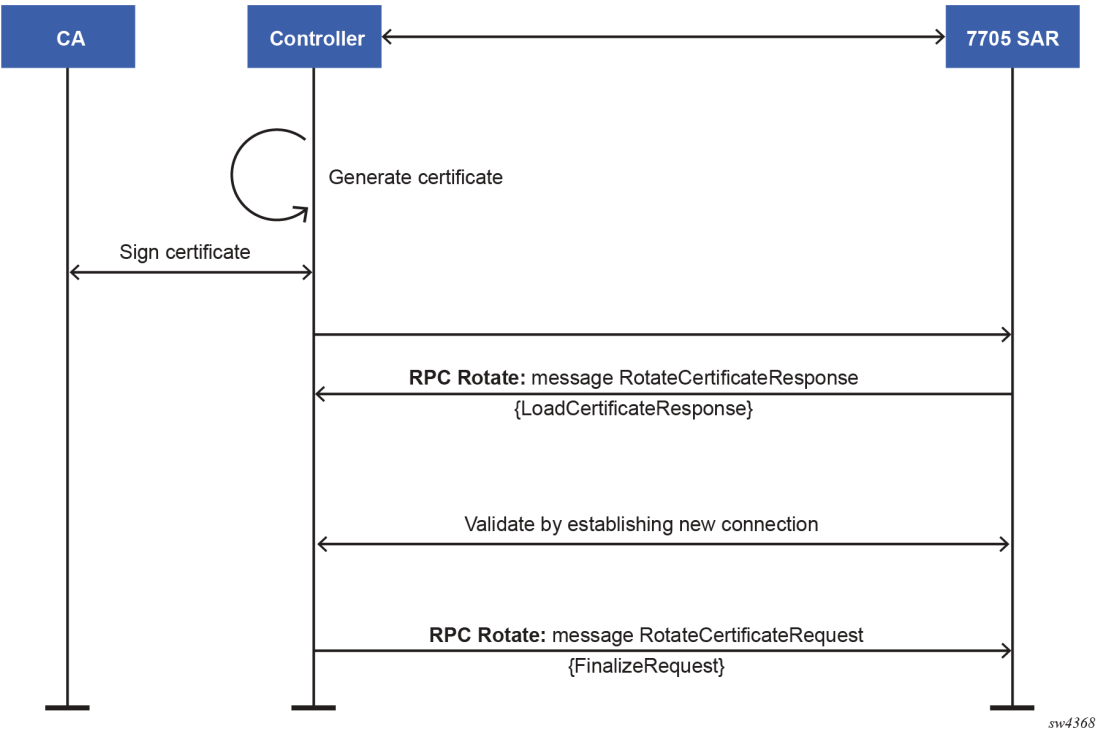 CA
Controller
7705 SAR
Generate certificate
Sign certificate
RPC Rotate: message RotateCertificateResponse
{LoadCertificateResponse}
Validate by establishing new connection
RPC Rotate: message RotateCertificateRequest
{FinalizeRequest}
sw4368